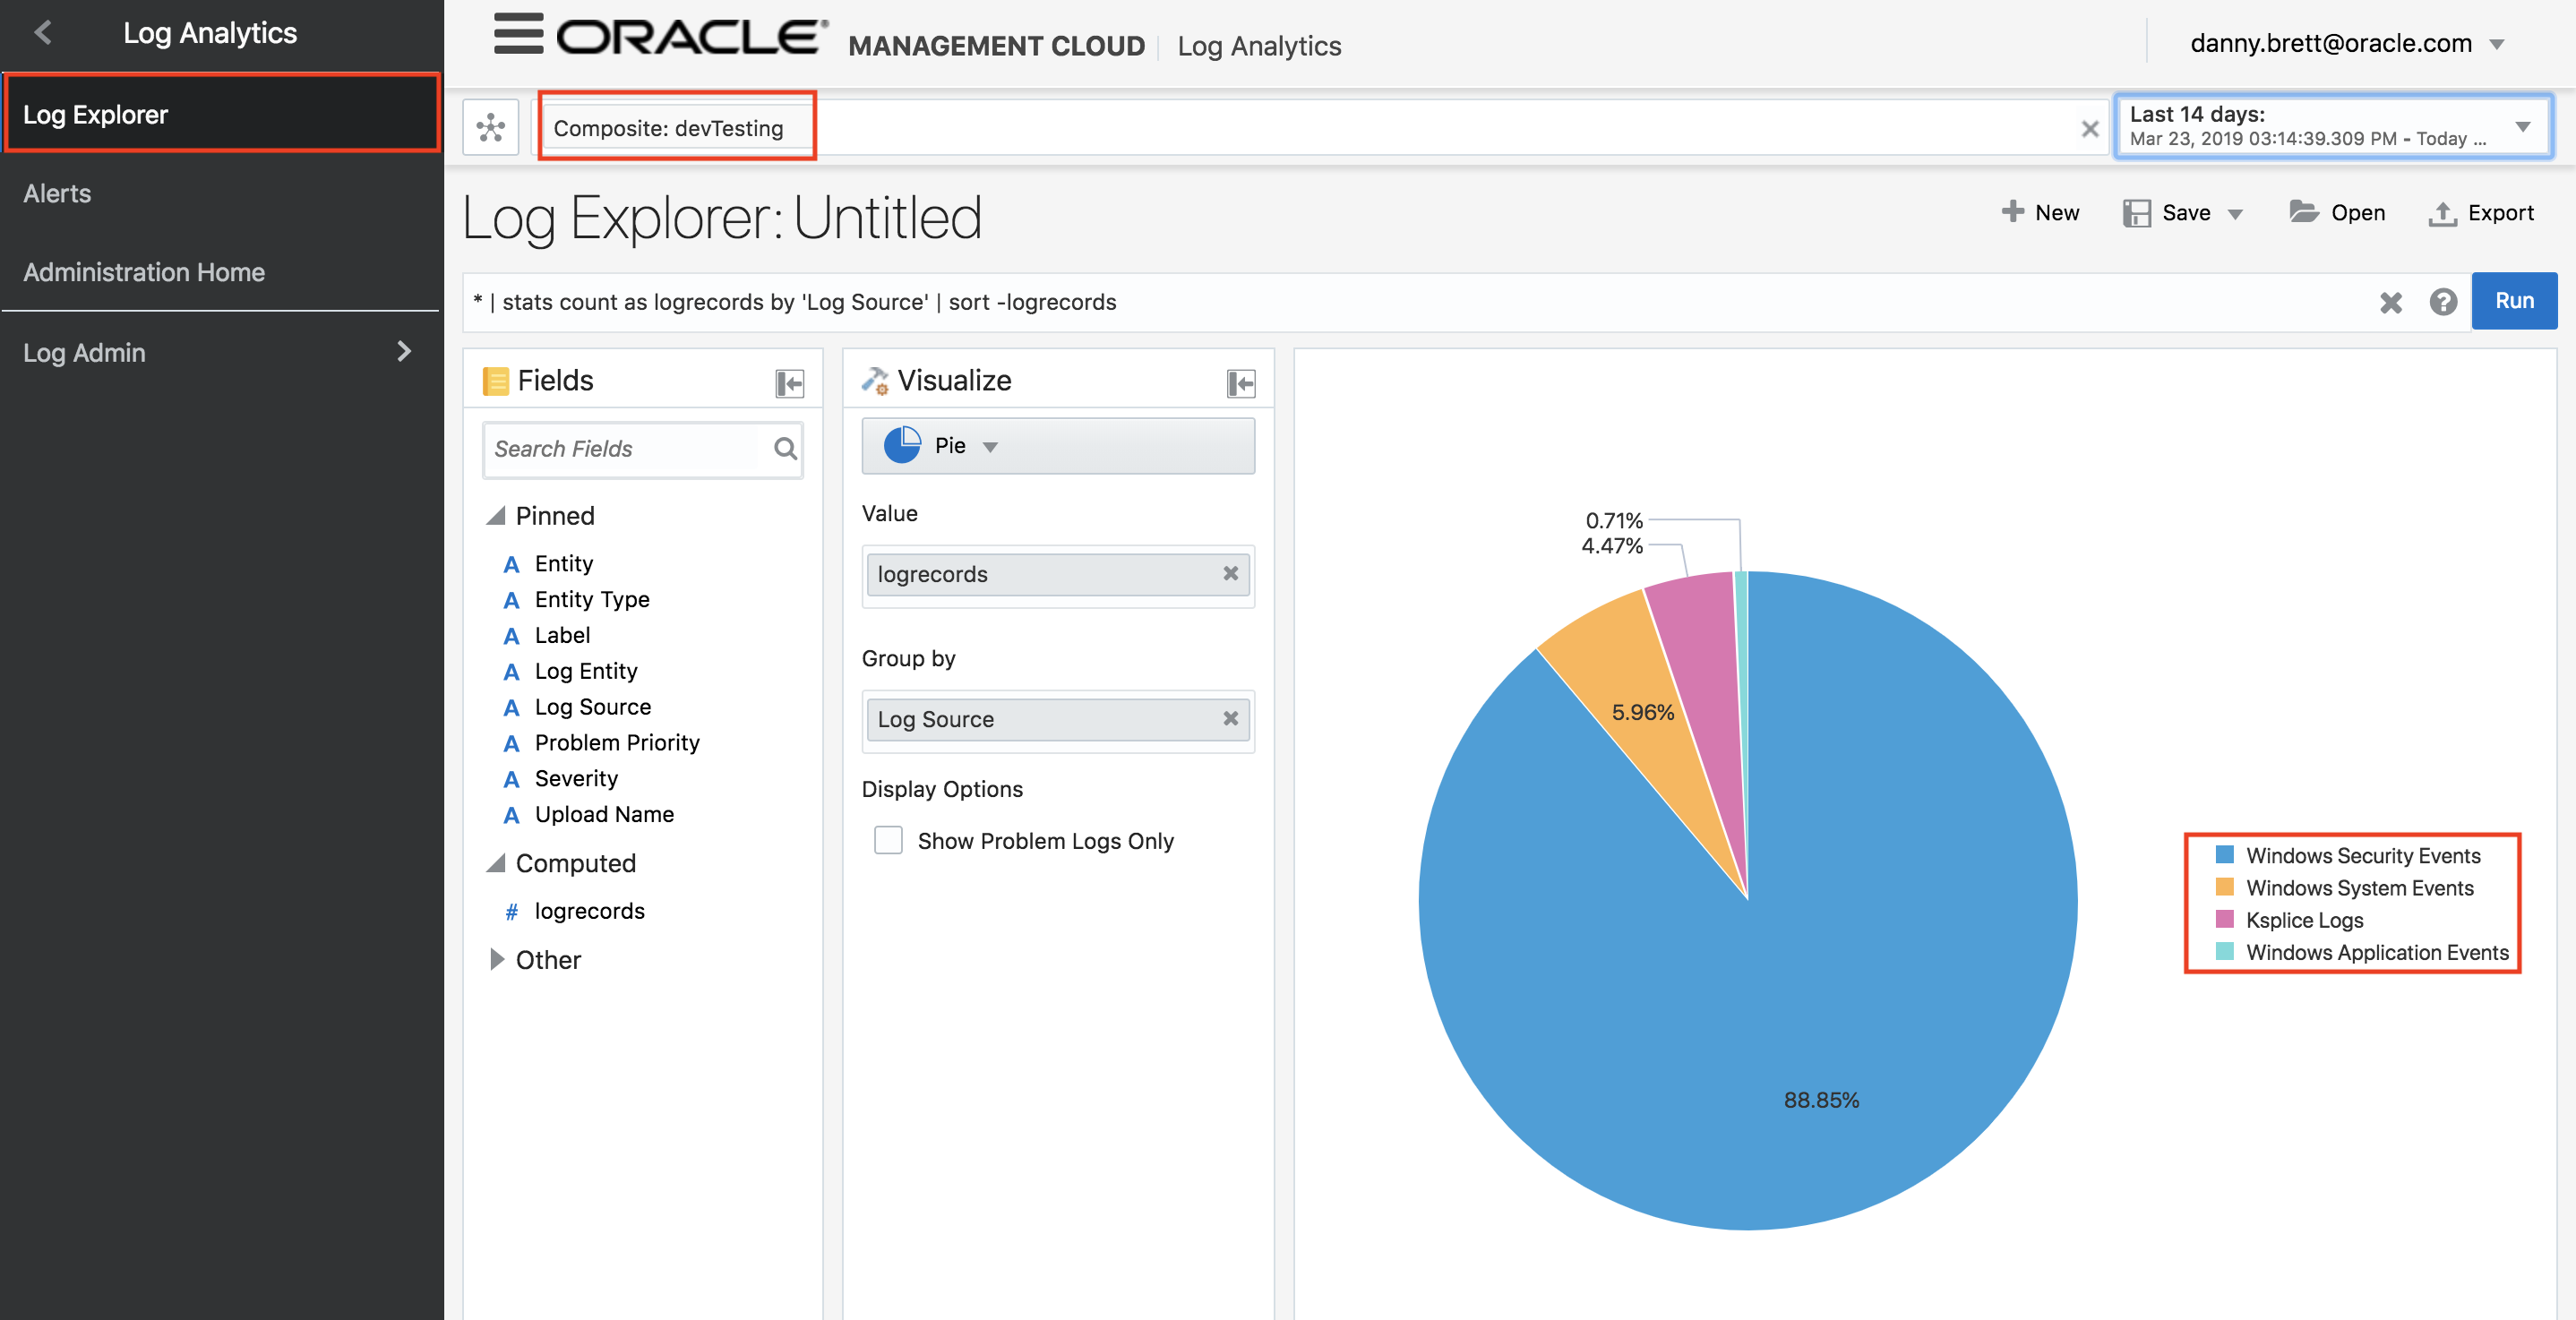 Log Analytics
Log Explorer
Alerts
Administration Home
Log Admin
ORACLE® MANAGEMENT CLOUD Log Analytics
danny.brett@oracle.com
Composite: devTesting
Last 14 days:
Mar 23, 2019 03:14:39.309 PM - Today ...
Log Explorer: Untitled
New Save Open Export
* | stats count as logrecords by 'Log Source' | sort -logrecords
Run
Fields
Search Fields
Pinned
A Entity
A Entity Type
A Label
A Log Entity
A Log Source
A Problem Priority
A Severity
A Upload Name
Computed
# logrecords
Other
Visualize
Pie
Value
logrecords
Group by
Log Source
Display Options
Show Problem Logs Only
0.71%
4.47%
5.96%
88.85%
Windows Security Events
Windows System Events
Ksplice Logs
Windows Application Events